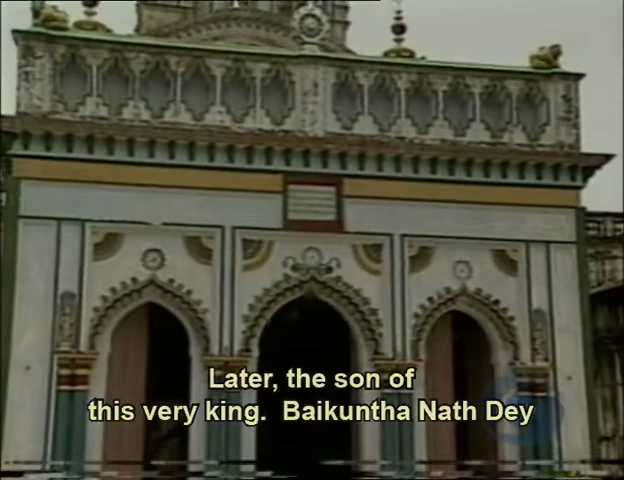 Later, the son of
this very king.  Baikuntha Nath Dey